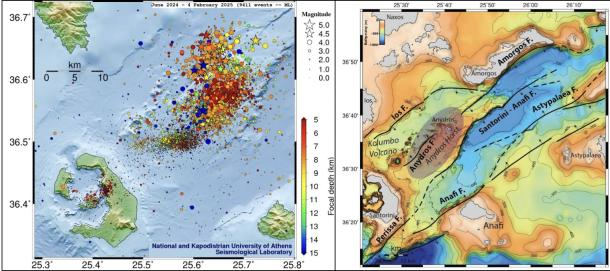 June 2024 - 4 February 2025 (9411 events -- ML)
36.7°
36.6°
36.5°
36.4°
km
0 5 10
National and Kapodistrian University of Athens
Seismological Laboratory
25.3° 25.4° 25.5° 25.6° 25.7° 25.8°
Magnitude
5.0
4.5
4.0
3.0
2.0
1.0
0.0
Focal depth (km)
5
6
7
8
9
10
11
12
13
14
15
25°30' 25°40' 25°50' 26° 26°10'
Naxos
36°50'
36°40'
36°30'
36°20'
Amorgos F.
Amorgos
Ios
Ios F.
Santorini - Anafi F.
Astypalaea F.
Anydros
Anydros F.
Anydros Horst
Kolumbo
Volcano
Astypalaea
Anafi F.
Santorini
Perissa F.
Anafi
km